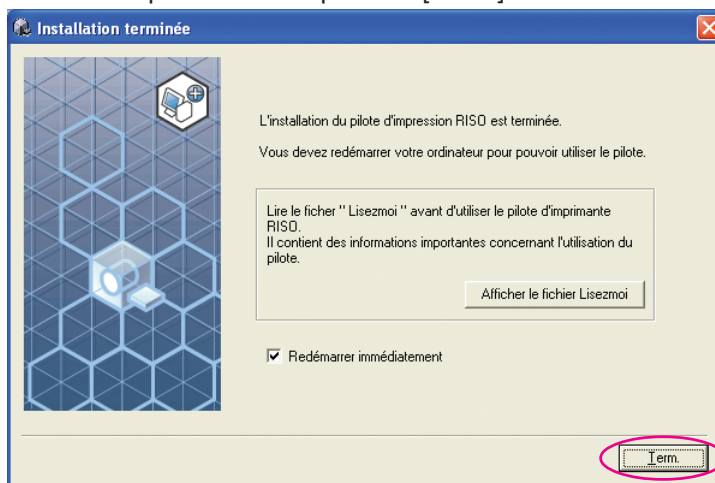 Installation terminée
L'installation du pilote d'impression RISO est terminée.
Vous devez redémarrer votre ordinateur pour pouvoir utiliser le pilote.
Lire le ficher " Lisezmoi " avant d'utiliser le pilote d'imprimante
RISO.
Il contient des informations importantes concernant l'utilisation du
pilote.
Afficher le fichier Lisezmoi
Redémarrer immédiatement
Term.